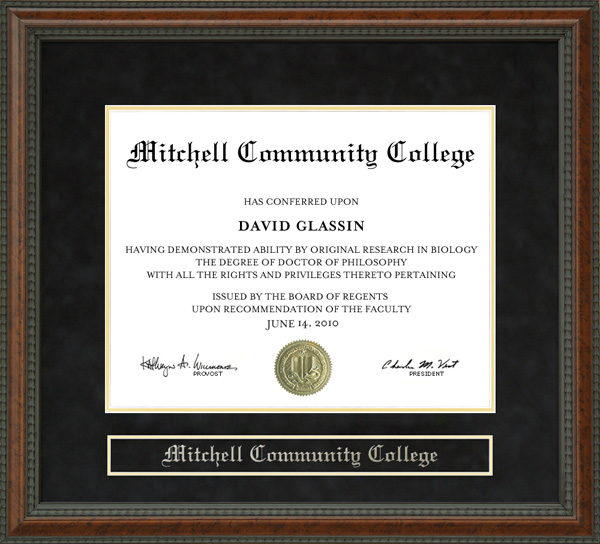 Mitchell Community College
HAS CONFERRED UPON
DAVID GLASSIN
HAVING DEMONSTRATED ABILITY BY ORIGINAL RESEARCH IN BIOLOGY
THE DEGREE OF DOCTOR OF PHILOSOPHY
WITH ALL THE RIGHTS AND PRIVILEGES THERETO PERTAINING
ISSUED BY THE BOARD OF REGENTS
UPON RECOMMENDATION OF THE FACULTY
JUNE 14, 2010
PROVOST
Charles M. Vest
PRESIDENT
Mitchell Community College